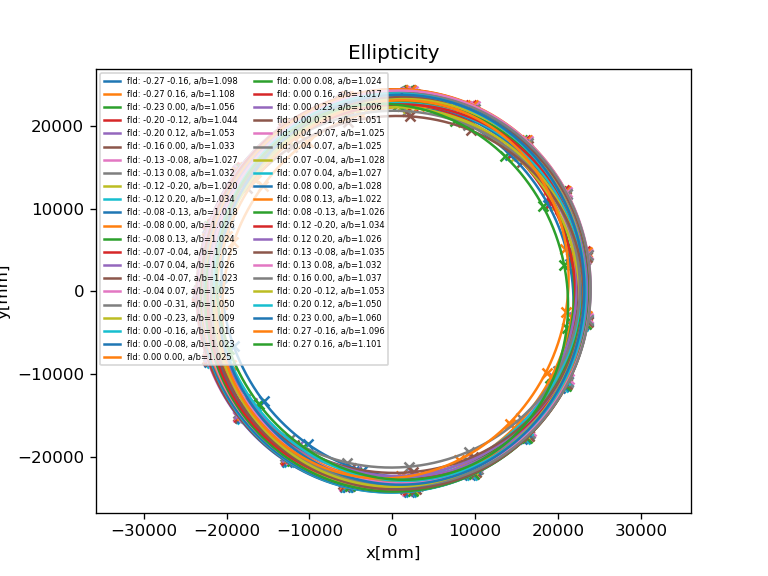 Ellipticity
fld: -0.27 -0.16, a/b=1.098
fld: -0.27 0.16, a/b=1.108
fld: -0.23 0.00, a/b=1.056
fld: -0.20 -0.12, a/b=1.044
fld: -0.20 0.12, a/b=1.053
fld: -0.16 0.00, a/b=1.033
fld: -0.13 -0.08, a/b=1.027
fld: -0.13 0.08, a/b=1.032
fld: -0.12 -0.20, a/b=1.020
fld: -0.12 0.20, a/b=1.034
fld: -0.08 -0.13, a/b=1.018
fld: -0.08 0.00, a/b=1.026
fld: -0.08 0.13, a/b=1.024
fld: -0.07 -0.04, a/b=1.025
fld: -0.07 0.04, a/b=1.026
fld: -0.04 -0.07, a/b=1.023
fld: -0.04 0.07, a/b=1.025
fld: 0.00 -0.31, a/b=1.050
fld: 0.00 -0.23, a/b=1.009
fld: 0.00 -0.16, a/b=1.016
fld: 0.00 -0.08, a/b=1.023
fld: 0.00 0.00, a/b=1.025
fld: 0.00 0.08, a/b=1.024
fld: 0.00 0.16, a/b=1.017
fld: 0.00 0.23, a/b=1.006
fld: 0.00 0.31, a/b=1.051
fld: 0.04 -0.07, a/b=1.025
fld: 0.04 0.07, a/b=1.025
fld: 0.07 -0.04, a/b=1.028
fld: 0.07 0.04, a/b=1.027
fld: 0.08 0.00, a/b=1.028
fld: 0.08 0.13, a/b=1.022
fld: 0.08 -0.13, a/b=1.026
fld: 0.12 -0.20, a/b=1.034
fld: 0.12 0.20, a/b=1.026
fld: 0.13 -0.08, a/b=1.035
fld: 0.13 0.08, a/b=1.032
fld: 0.16 0.00, a/b=1.037
fld: 0.20 -0.12, a/b=1.053
fld: 0.20 0.12, a/b=1.050
fld: 0.23 0.00, a/b=1.060
fld: 0.27 -0.16, a/b=1.096
fld: 0.27 0.16, a/b=1.101
20000
10000
0
−10000
−20000
y[mm]
−30000 −20000 −10000 0 10000 20000 30000
x[mm]